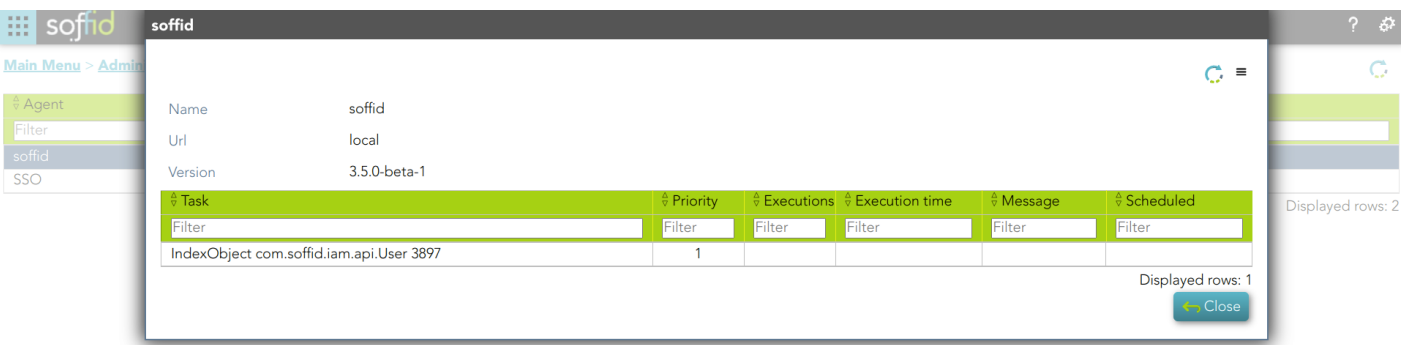 soffid
soffid
?
Main Menu > Admin
Agent
Filter
soffid
SSO
Name soffid
Url local
Version 3.5.0-beta-1
Task Priority Executions Execution time Message Scheduled
Filter Filter Filter Filter Filter Filter
IndexObject com.soffid.iam.api.User 3897 1
Displayed rows: 1
Close
Displayed rows: 2